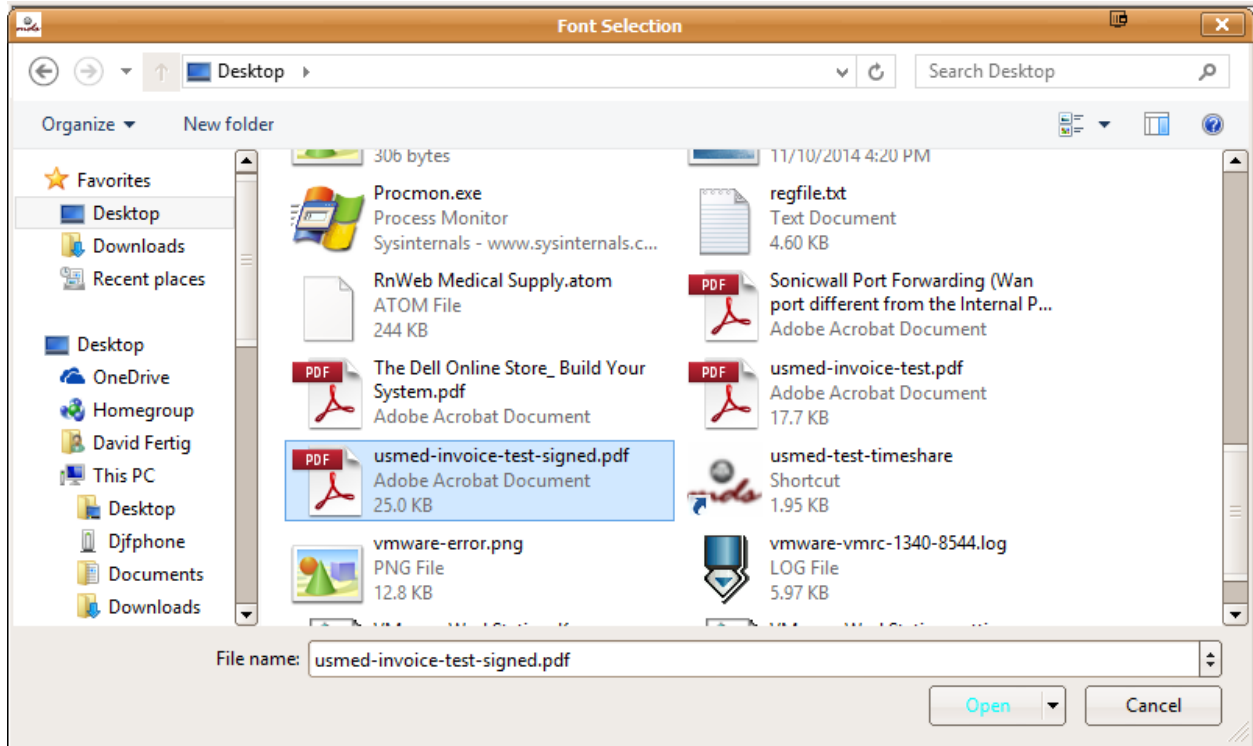 Font Selection
Desktop
Search Desktop
Organize
New folder
Favorites
Desktop
Downloads
Recent places
Desktop
OneDrive
Homegroup
David Fertig
This PC
Desktop
Djfphone
Documents
Downloads
306 bytes
11/10/2014 4:20 PM
Procmon.exe
Process Monitor
Sysinternals - www.sysinternals.c...
regfile.txt
Text Document
4.60 KB
RnWeb Medical Supply.atom
ATOM File
244 KB
PDF
Sonicwall Port Forwarding (Wan
port different from the Internal P...
Adobe Acrobat Document
PDF
The Dell Online Store_ Build Your
System.pdf
Adobe Acrobat Document
PDF
usmed-invoice-test.pdf
Adobe Acrobat Document
17.7 KB
PDF
usmed-invoice-test-signed.pdf
Adobe Acrobat Document
25.0 KB
mds
usmed-test-timeshare
Shortcut
1.95 KB
vmware-error.png
PNG File
12.8 KB
vmware-vmrc-1340-8544.log
LOG File
5.97 KB
File name:
usmed-invoice-test-signed.pdf
Open
Cancel